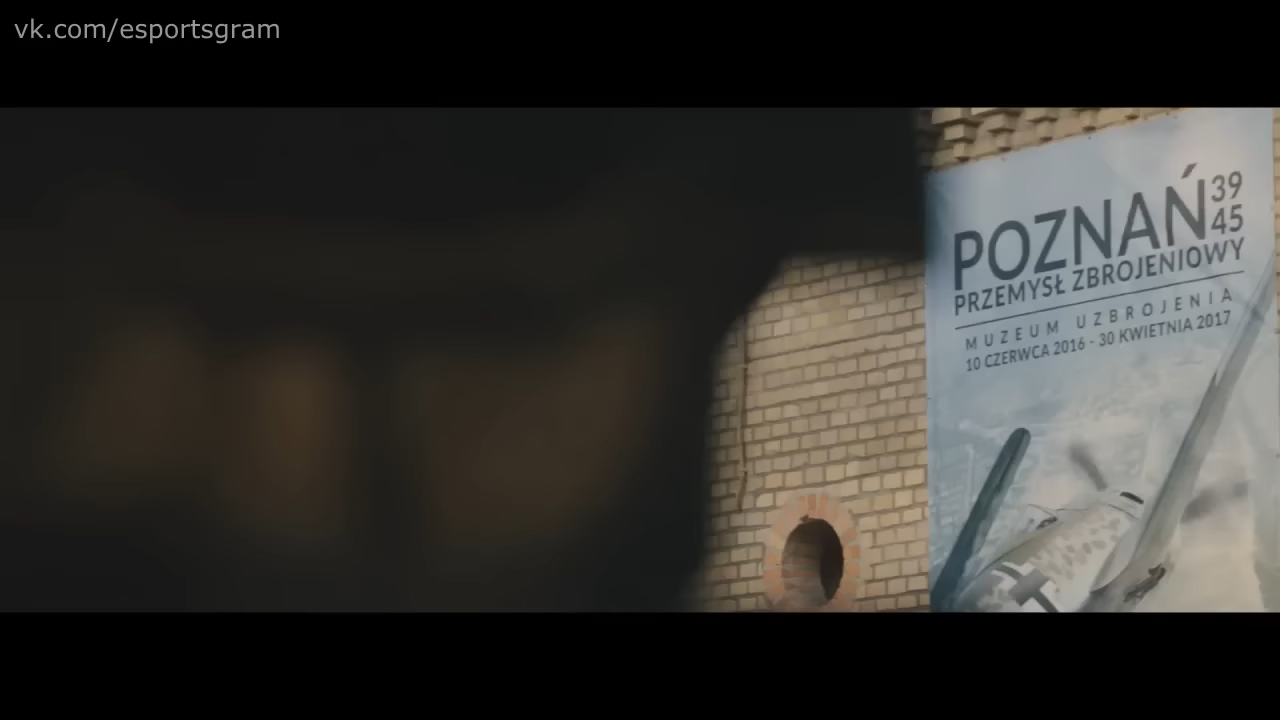 vk.com/esportsgram
POZNAŃ 39 45
PRZEMYSŁ ZBROJENIOWY
MUZEUM UZBROJENIA
10 CZERWCA 2016 - 30 KWIETNIA 2017